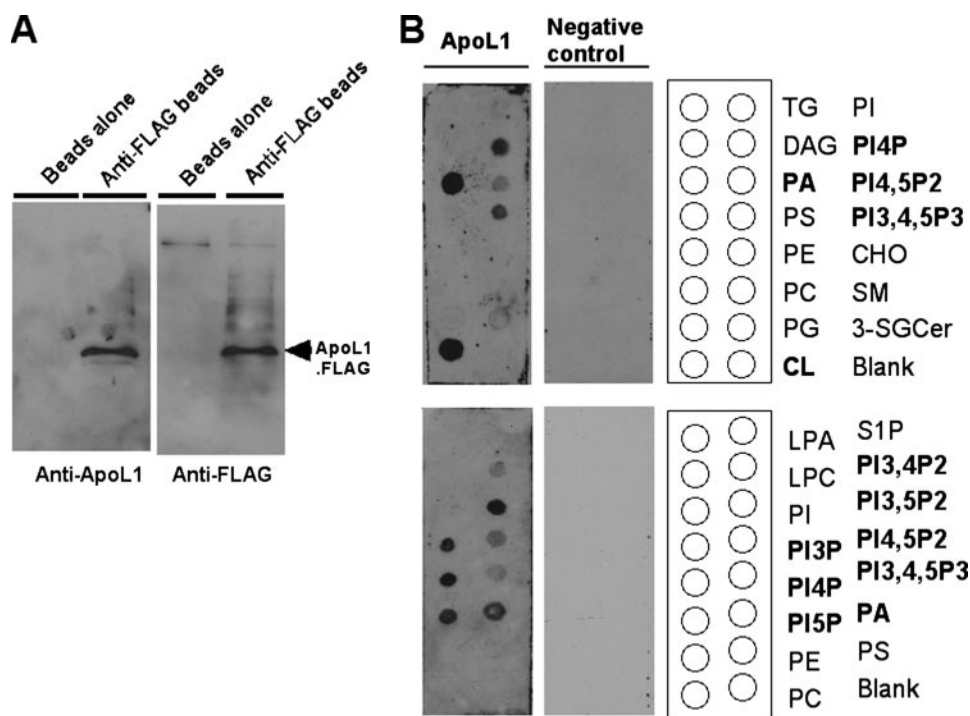 A
Beads alone
Anti-FLAG beads
Beads alone
Anti-FLAG beads
ApoL1
.FLAG
Anti-ApoL1
Anti-FLAG
B
ApoL1
Negative
control
TG PI
DAG PI4P
PA PI4,5P2
PS PI3,4,5P3
PE CHO
PC SM
PG 3-SGCer
CL Blank
LPA S1P
LPC PI3,4P2
PI PI3,5P2
PI3P PI4,5P2
PI4P PI3,4,5P3
PI5P PA
PE PS
PC Blank